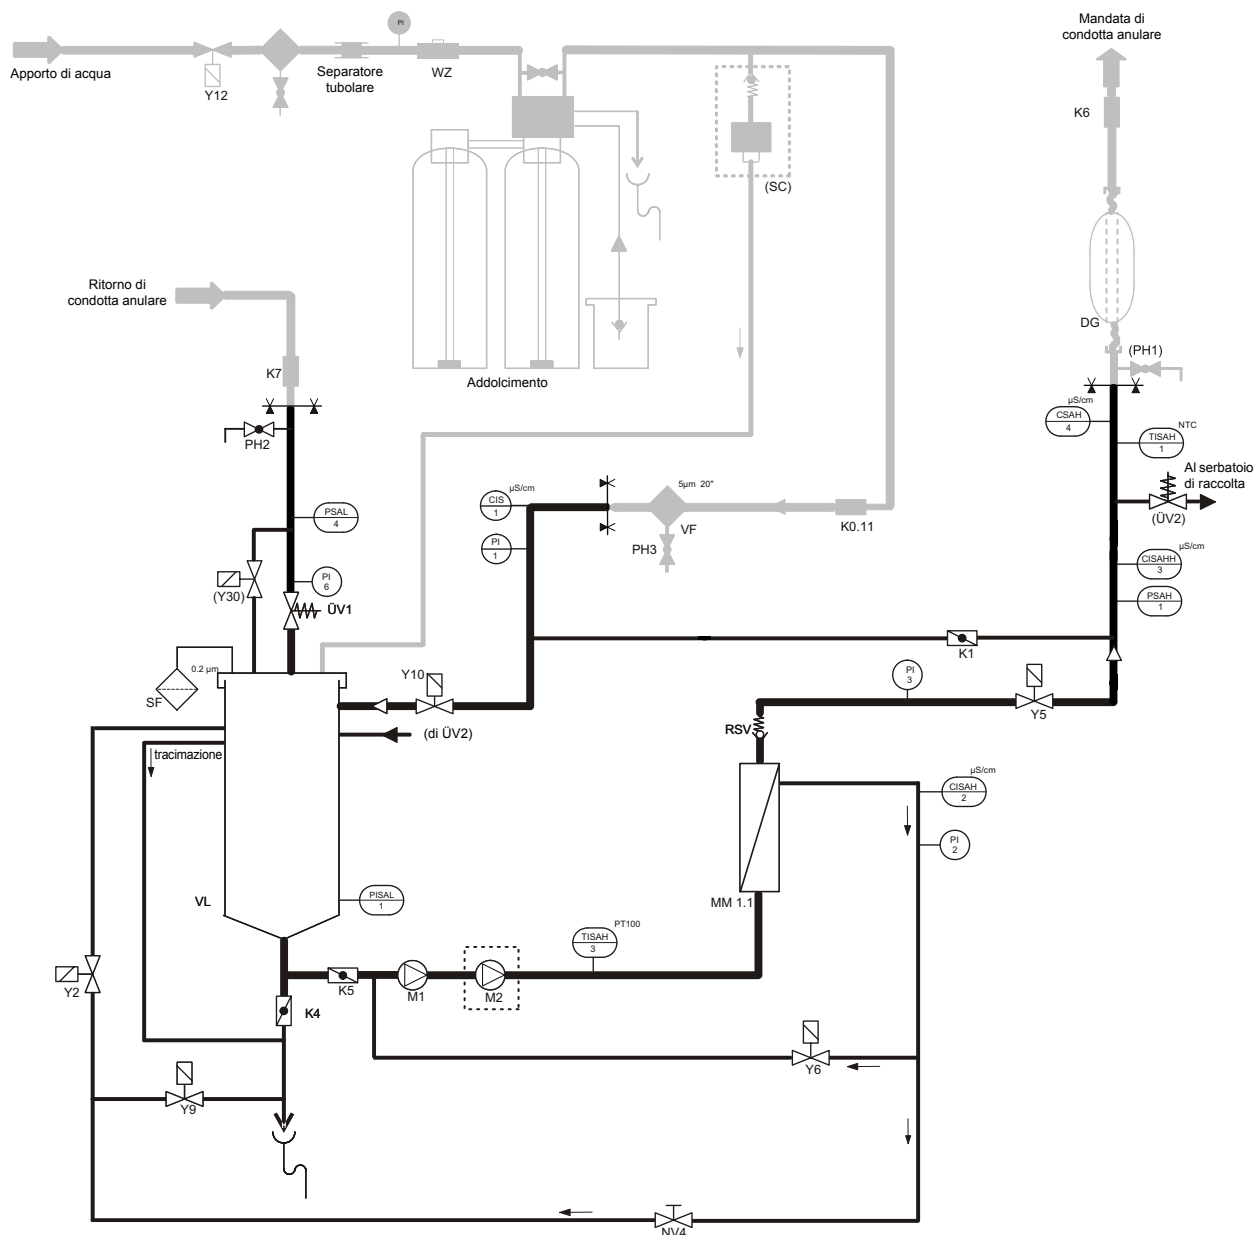 Mandata di
condotta anulare
PI
Apporto di acqua
Separatore
tubolare
WZ
Y12
K6
(SC)
Ritorno di
condotta anulare
K7
Addolcimento
DG
(PH1)
PH2
µS/cm
CSAH
4
NTC
TISAH
1
Al serbatoio
di raccolta
(ÜV2)
PSAL
4
µS/cm
CIS
1
5µm 20"
VF
K0.11
PI
1
PH3
µS/cm
CISAHH
3
PSAH
1
(Y30)
PI
6
ÜV1
K1
0.2 µm
SF
Y10
PI
3
Y5
(di ÜV2)
RSV
tracimazione
µS/cm
CISAH
2
PI
2
VL
PISAL
1
MM 1.1
PT100
TISAH
3
Y2
K5
M1
M2
K4
Y6
Y9
NV4